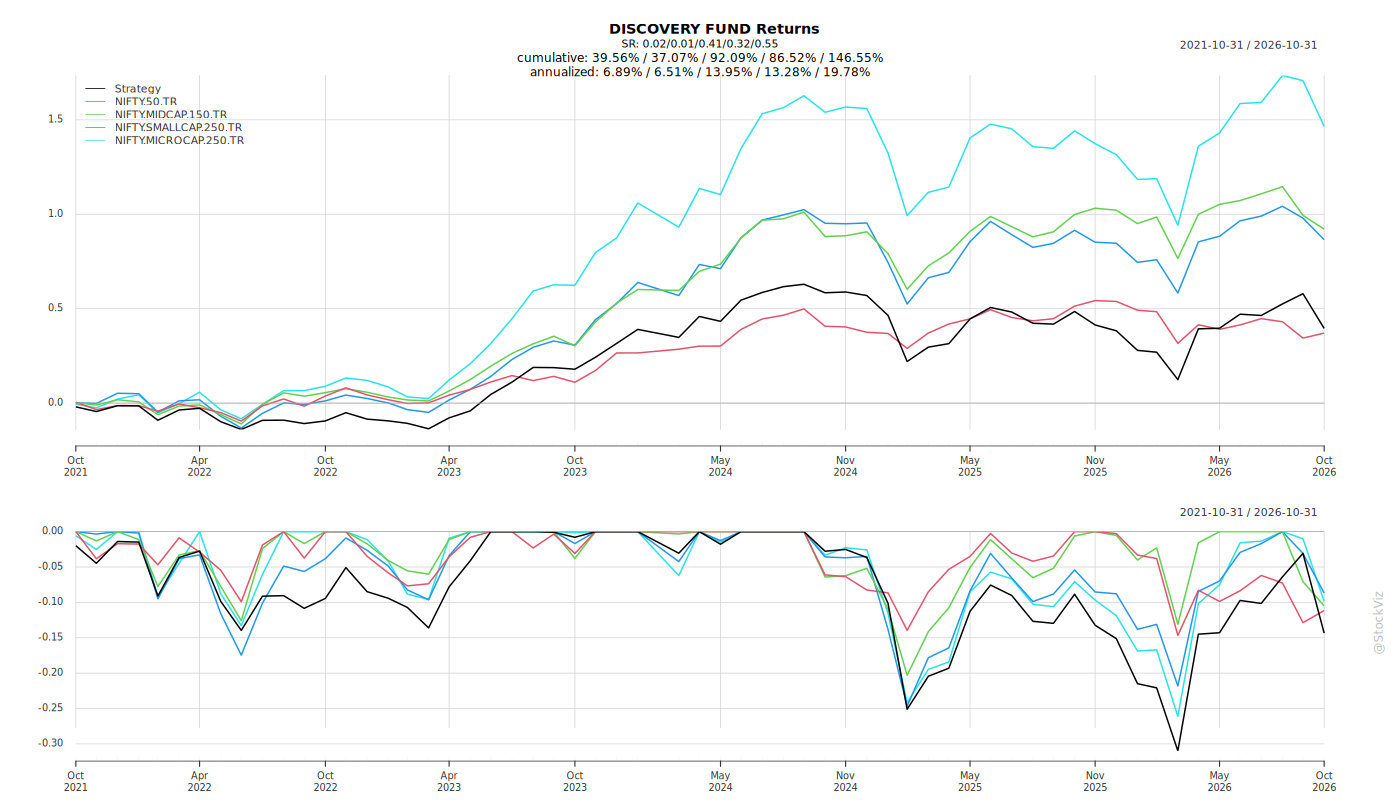 DISCOVERY FUND Returns
SR: 0.02/0.01/0.41/0.32/0.55
cumulative: 39.56% / 37.07% / 92.09% / 86.52% / 146.55%
annualized: 6.89% / 6.51% / 13.95% / 13.28% / 19.78%
2021-10-31 / 2026-10-31
Strategy
NIFTY.50.TR
NIFTY.MIDCAP.150.TR
NIFTY.SMALLCAP.250.TR
NIFTY.MICROCAP.250.TR
1.5
1.0
0.5
0.0
Oct 2021
Apr 2022
Oct 2022
Apr 2023
Oct 2023
May 2024
Nov 2024
May 2025
Nov 2025
May 2026
Oct 2026
2021-10-31 / 2026-10-31
0.00
-0.05
-0.10
-0.15
-0.20
-0.25
-0.30
Oct 2021
Apr 2022
Oct 2022
Apr 2023
Oct 2023
May 2024
Nov 2024
May 2025
Nov 2025
May 2026
Oct 2026
@StockViz